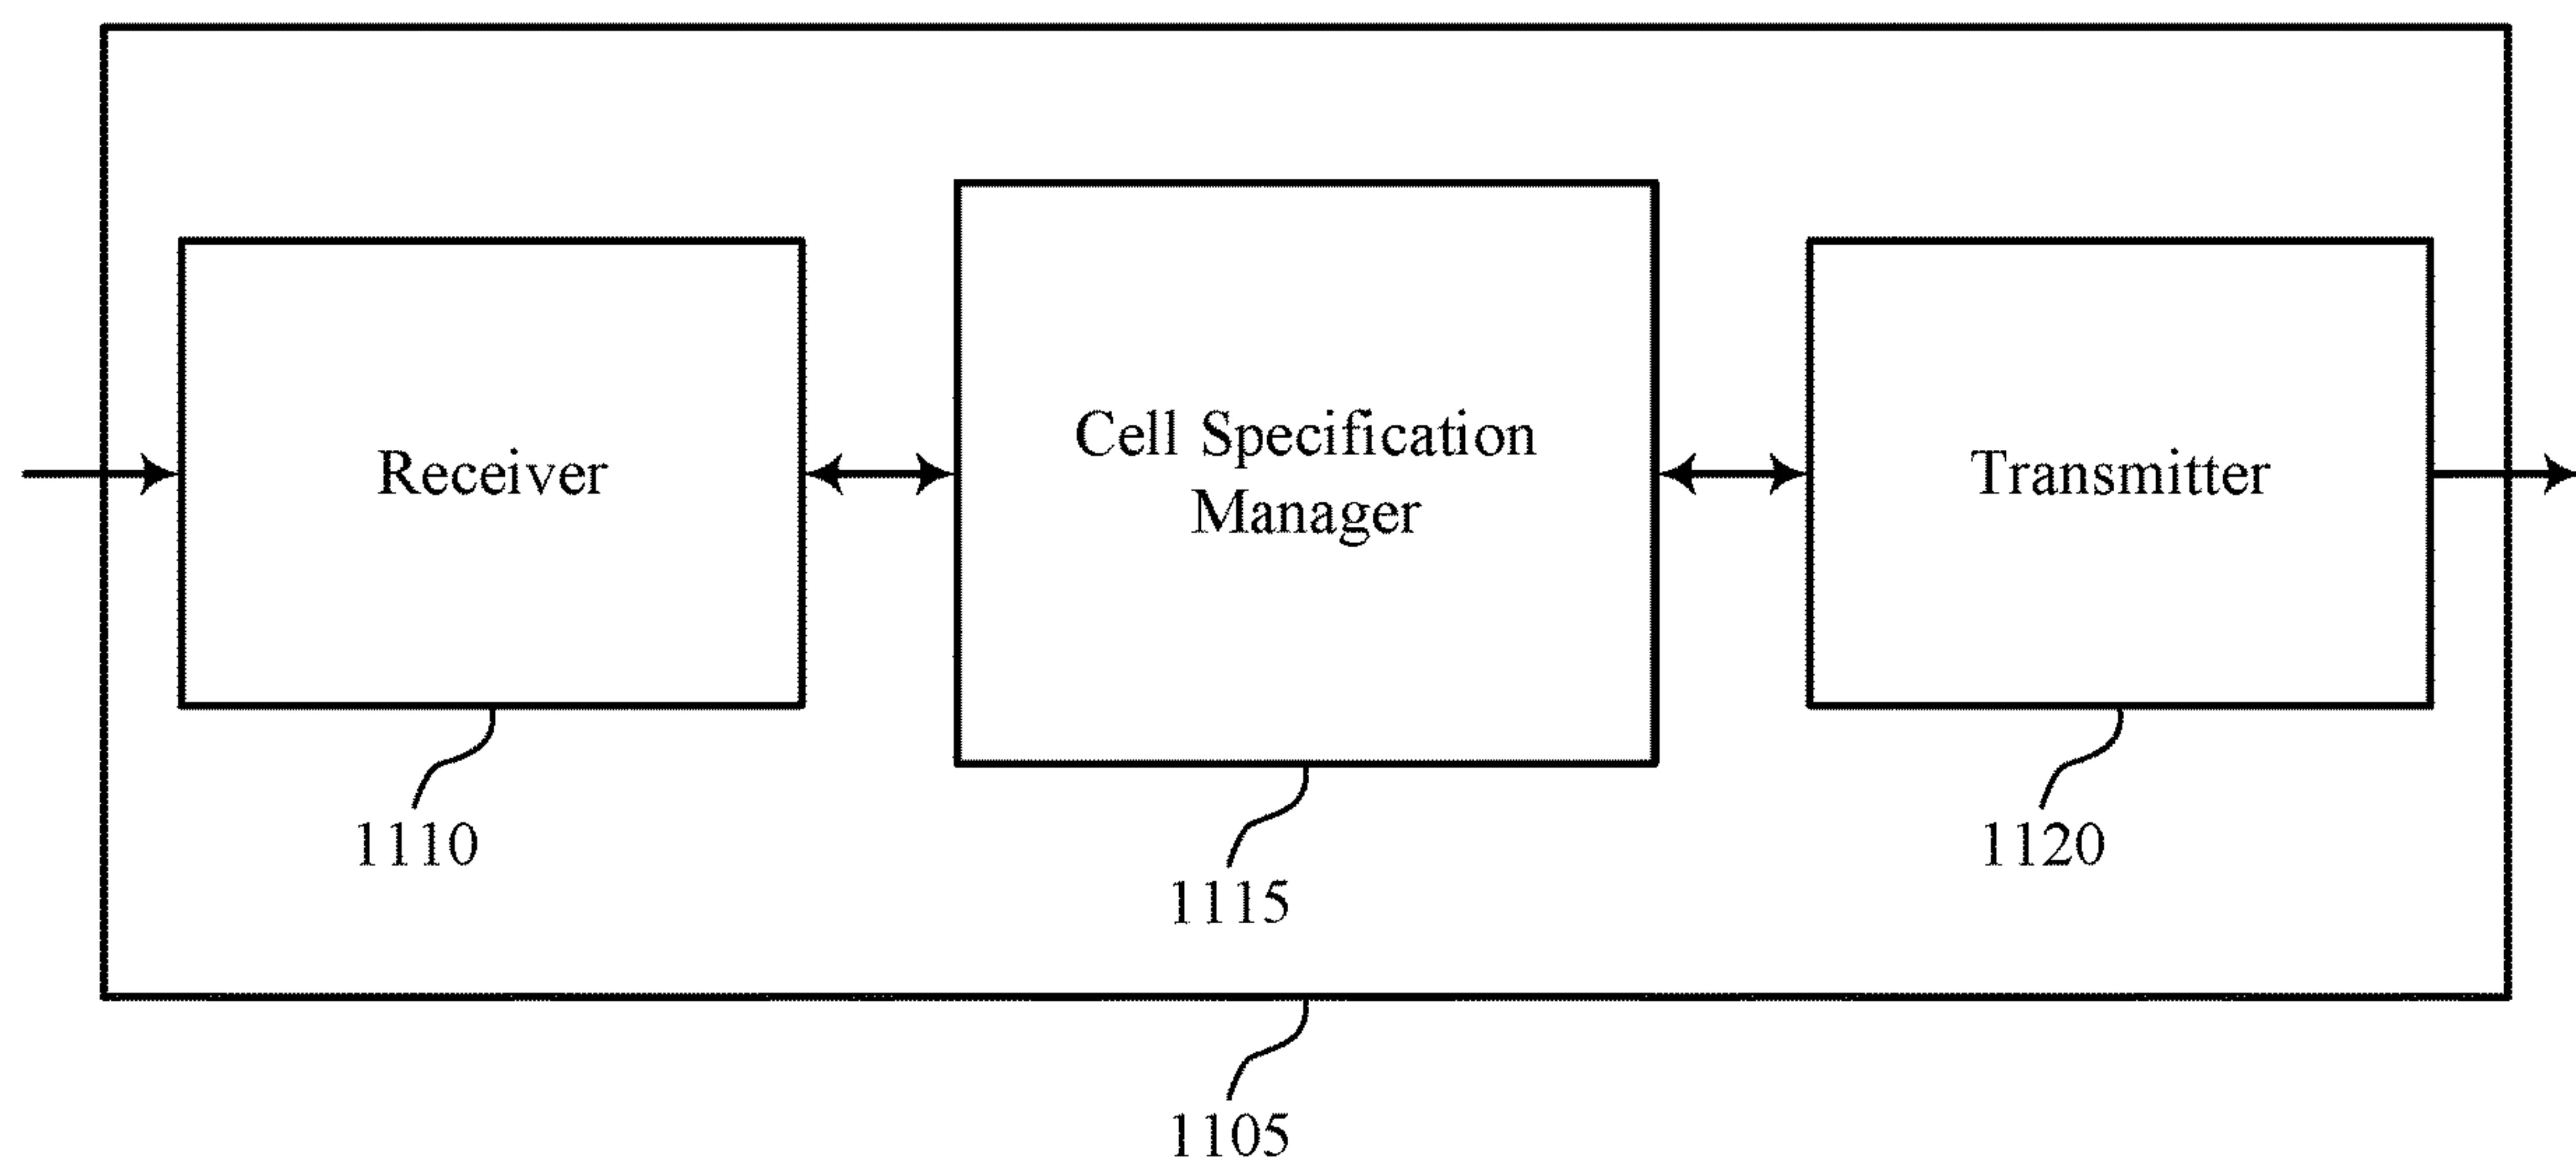 Receiver
Cell Specification
Manager
Transmitter
1110
1115
1120
1105